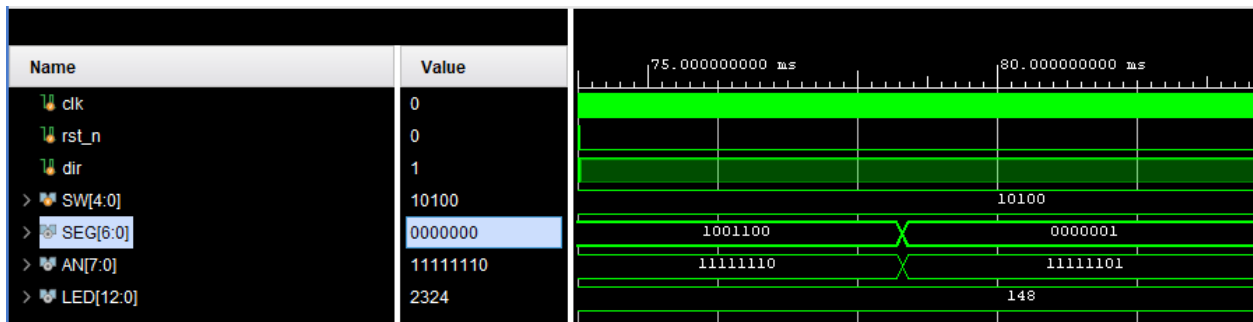 Name Value 75.000000000 ms 80.000000000 ms
clk 0
rst_n 0
dir 1
SW[4:0] 10100 10100
SEG[6:0] 0000000 1001100 0000001
AN[7:0] 11111110 11111110 11111101
LED[12:0] 2324 148